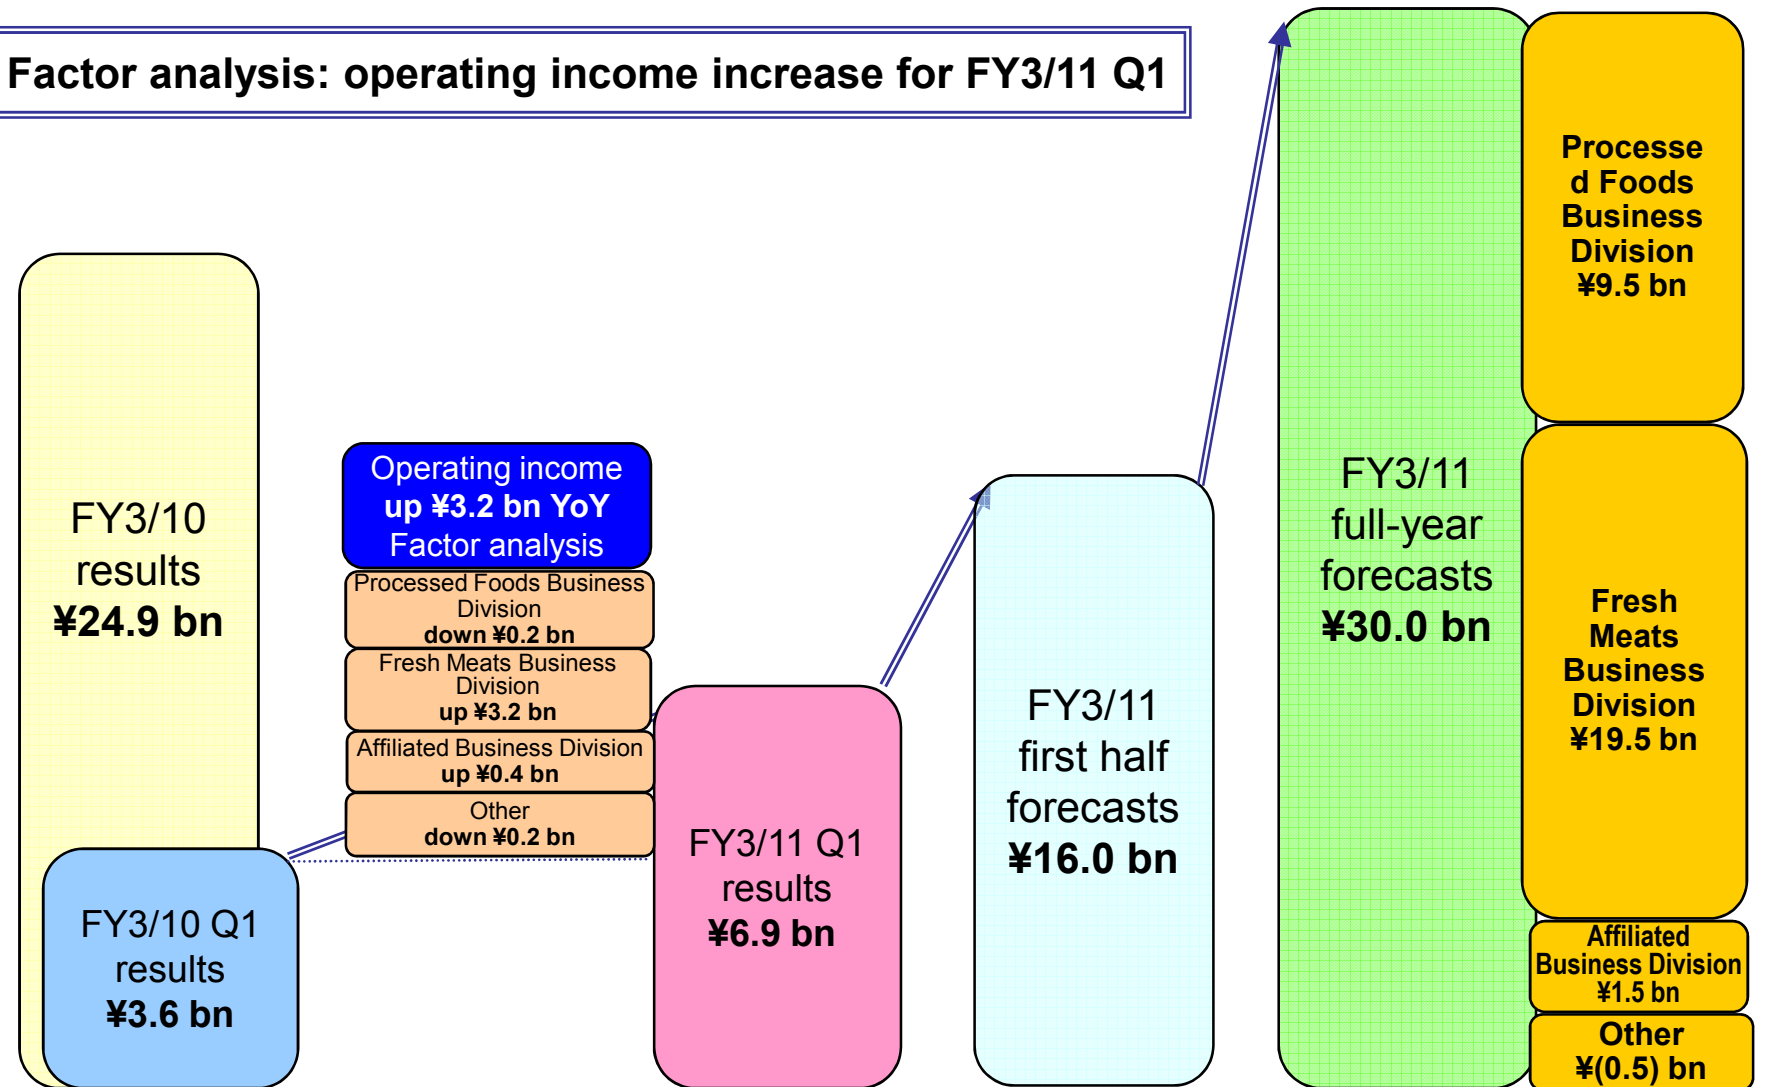 Factor analysis: operating income increase for FY3/11 Q1
FY3/10
results
¥24.9 bn
FY3/10 Q1
results
¥3.6 bn
Operating income
up ¥3.2 bn YoY
Factor analysis
Processed Foods Business
Division
down ¥0.2 bn
Fresh Meats Business
Division
up ¥3.2 bn
Affiliated Business Division
up ¥0.4 bn
Other
down ¥0.2 bn
FY3/11 Q1
results
¥6.9 bn
FY3/11
first half
forecasts
¥16.0 bn
FY3/11
full-year
forecasts
¥30.0 bn
Processe
d Foods
Business
Division
¥9.5 bn
Fresh
Meats
Business
Division
¥19.5 bn
Affiliated
Business Division
¥1.5 bn
Other
¥(0.5) bn